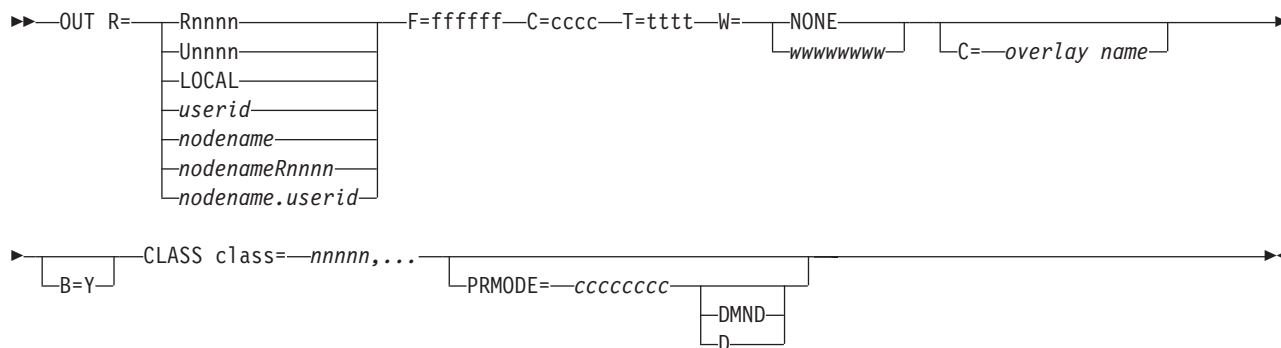 OUT R= Rnnnn F=ffffff C=cccc T=tttt W= NONE
Unnnn wwwwwwww C= overlay name
LOCAL
userid
nodename
nodenameRnnnn
nodename.userid
CLASS class= nnnnn,...
B=Y PRMODE= cccccccc
DMND
D